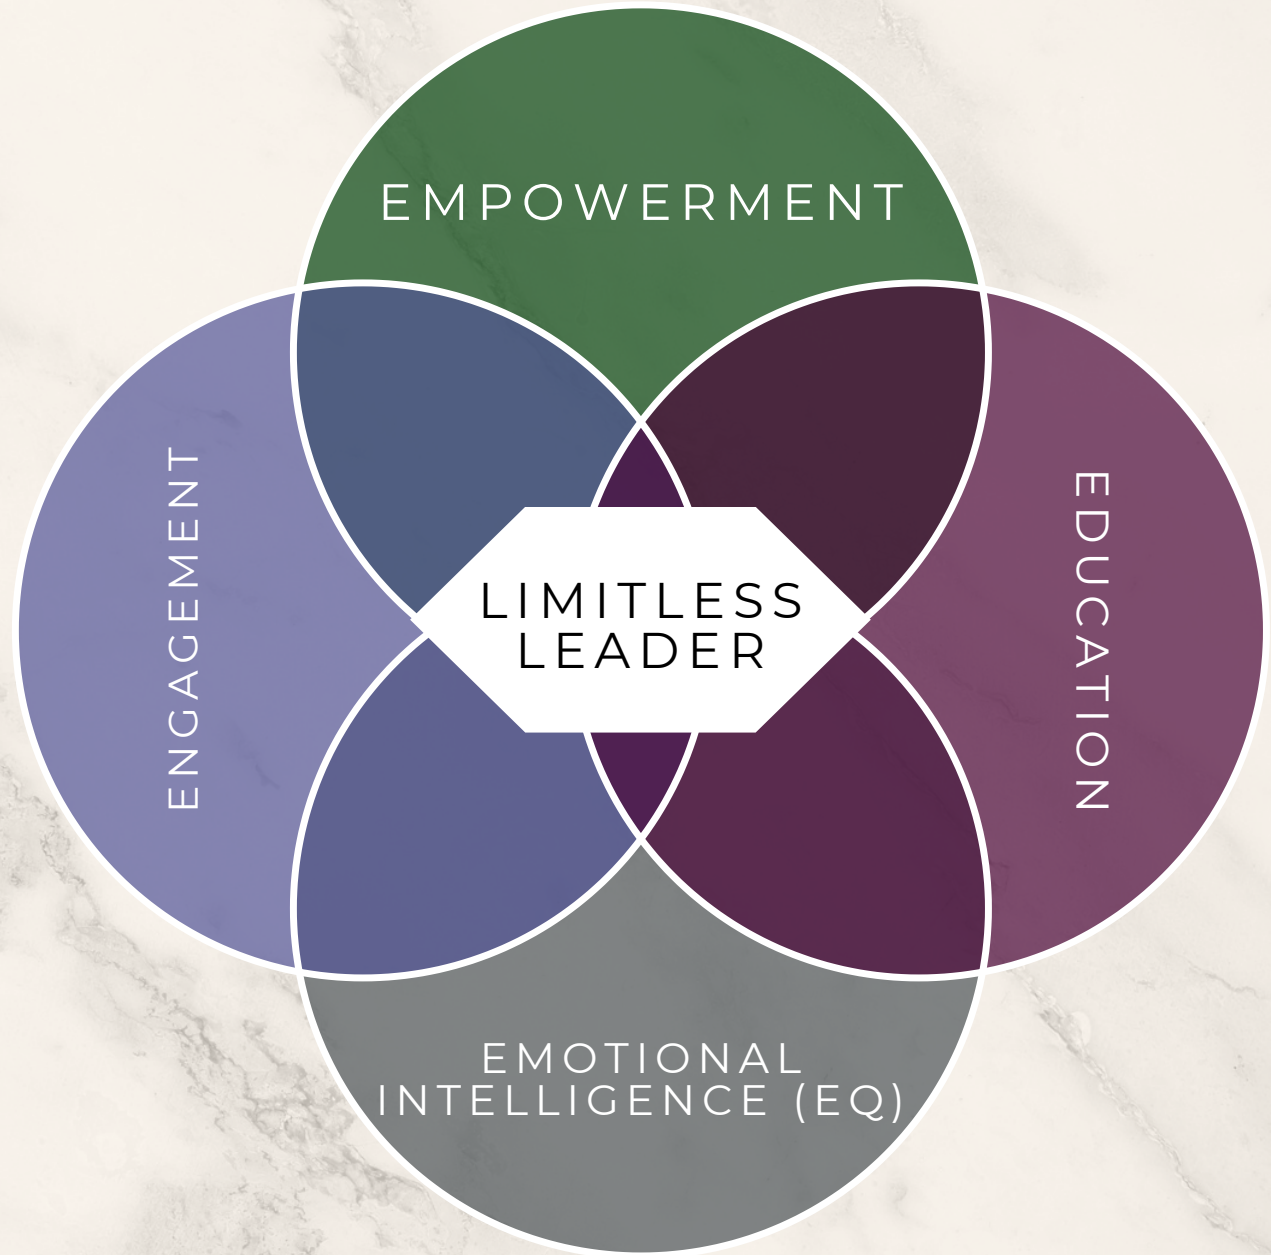 EMPOWERMENT
ENGAGEMENT
LIMITLESS
LEADER
EDUCATION
EMOTIONAL
INTELLIGENCE (EQ)